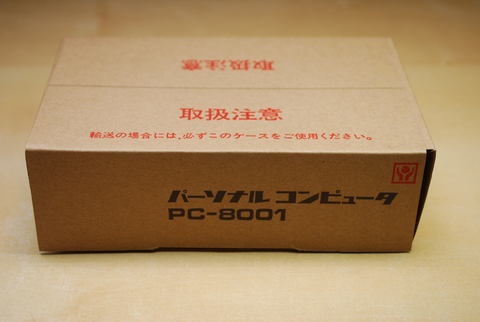 取扱注意
取扱注意
輸送の場合には、必ずこのケースをご使用ください。
パーソナル コンピュータ
PC-8001